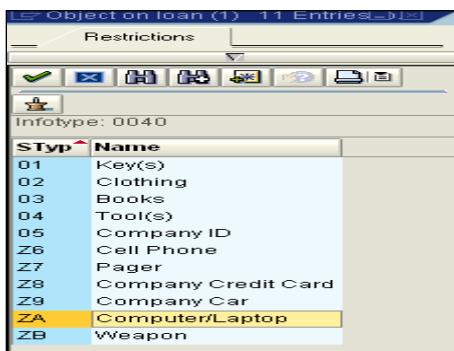 Object on loan (1) 11 Entries
Restrictions
Infotype: 0040
STyp Name
01 Key(s)
02 Clothing
03 Books
04 Tool(s)
05 Company ID
Z6 Cell Phone
Z7 Pager
Z8 Company Credit Card
Z9 Company Car
ZA Computer/Laptop
ZB Weapon